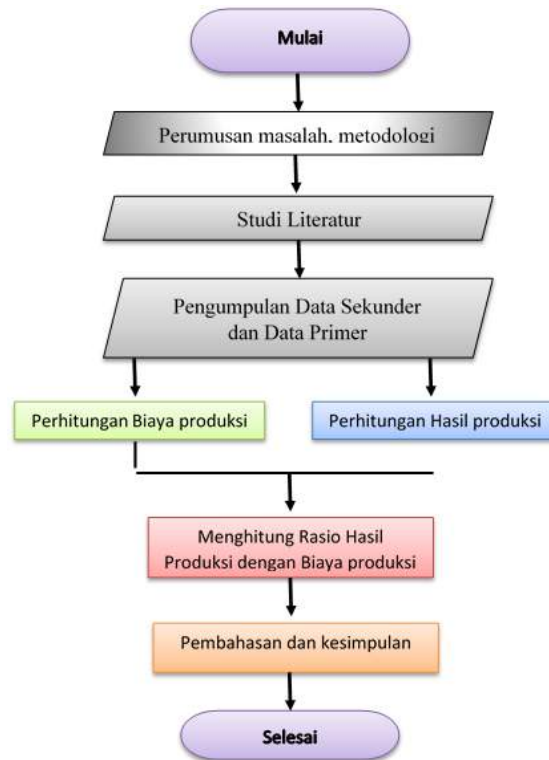 Mulai
Perumusan masalah, metodologi
Studi Literatur
Pengumpulan Data Sekunder
dan Data Primer
Perhitungan Biaya produksi
Perhitungan Hasil produksi
Menghitung Rasio Hasil
Produksi dengan Biaya produksi
Pembahasan dan kesimpulan
Selesai